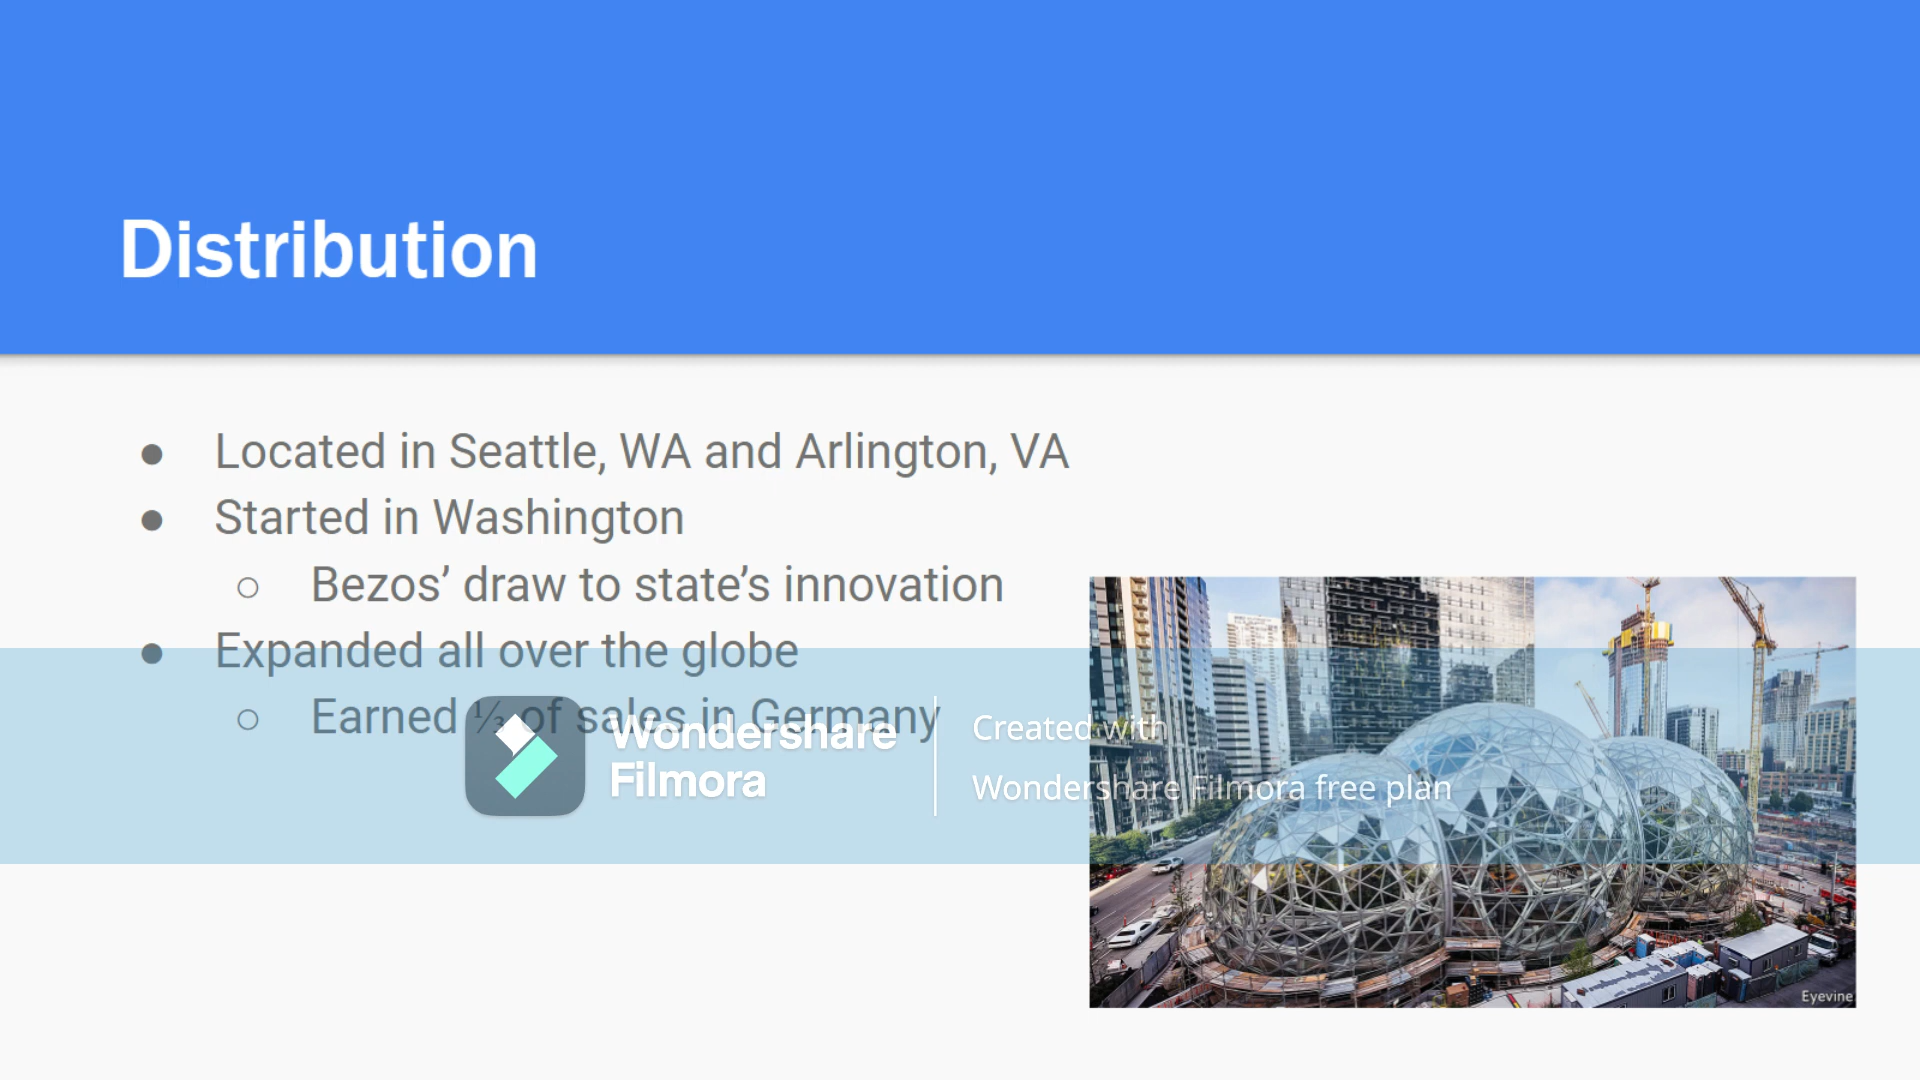 Distribution
● Located in Seattle, WA and Arlington, VA
● Started in Washington
○ Bezos’ draw to state’s innovation
● Expanded all over the globe
○ Earned ⅓ of sales in Germany
Wondershare
Filmora
Created with
Wondershare Filmora free plan
Eyevine